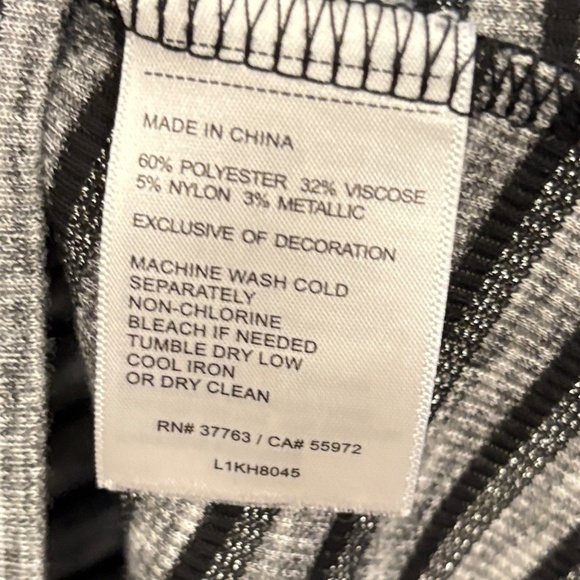 MADE IN CHINA
60% POLYESTER 32% VISCOSE
5% NYLON 3% METALLIC
EXCLUSIVE OF DECORATION
MACHINE WASH COLD
SEPARATELY
NON-CHLORINE
BLEACH IF NEEDED
TUMBLE DRY LOW
COOL IRON
OR DRY CLEAN
RN# 37763 / CA# 55972
L1KH8045